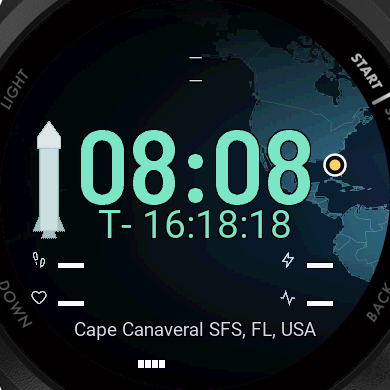 LIGHT
START
08:08
T- 16:18:18
DOWN
BACK
Cape Canaveral SFS, FL, USA